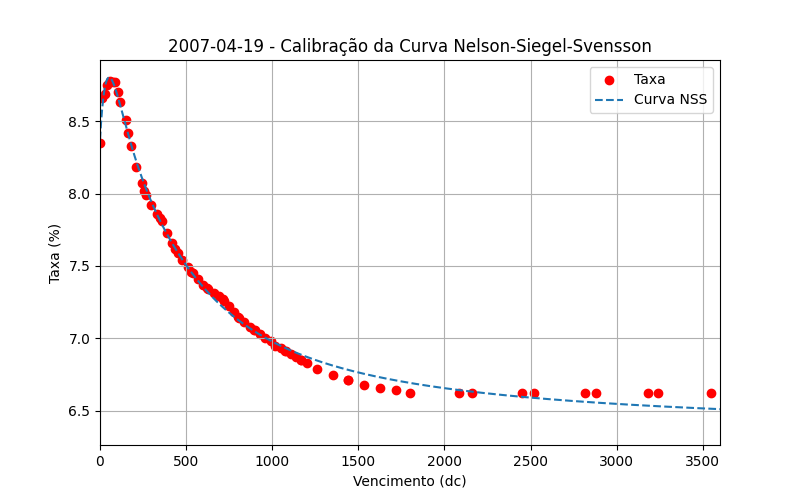 2007-04-19 - Calibração da Curva Nelson-Siegel-Svensson
Taxa
Curva NSS
Taxa (%)
8.5
8.0
7.5
7.0
6.5
0 500 1000 1500 2000 2500 3000 3500
Vencimento (dc)